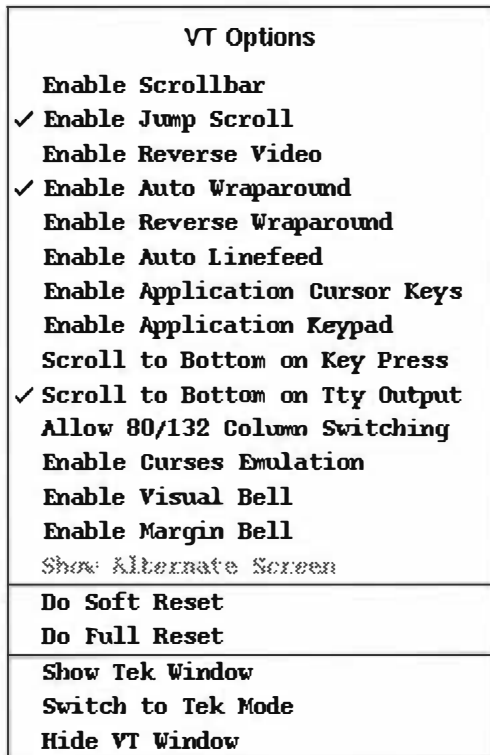 VT Options
Enable Scrollbar
✓ Enable Jump Scroll
Enable Reverse Video
✓ Enable Auto Wraparound
Enable Reverse Wraparound
Enable Auto Linefeed
Enable Application Cursor Keys
Enable Application Keypad
Scroll to Bottom on Key Press
✓ Scroll to Bottom on Tty Output
Allow 80/132 Column Switching
Enable Curses Emulation
Enable Visual Bell
Enable Margin Bell
Show Alternate Screen
Do Soft Reset
Do Full Reset
Show Tek Window
Switch to Tek Mode
Hide VT Window